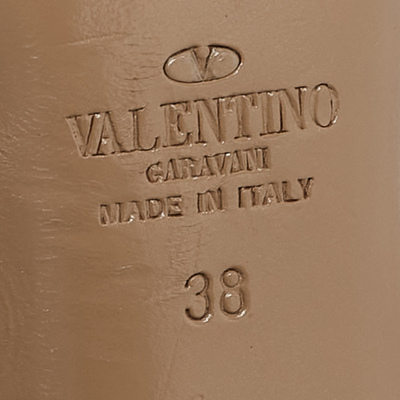 V
VALENTINO
GARAVANI
MADE IN ITALY
38